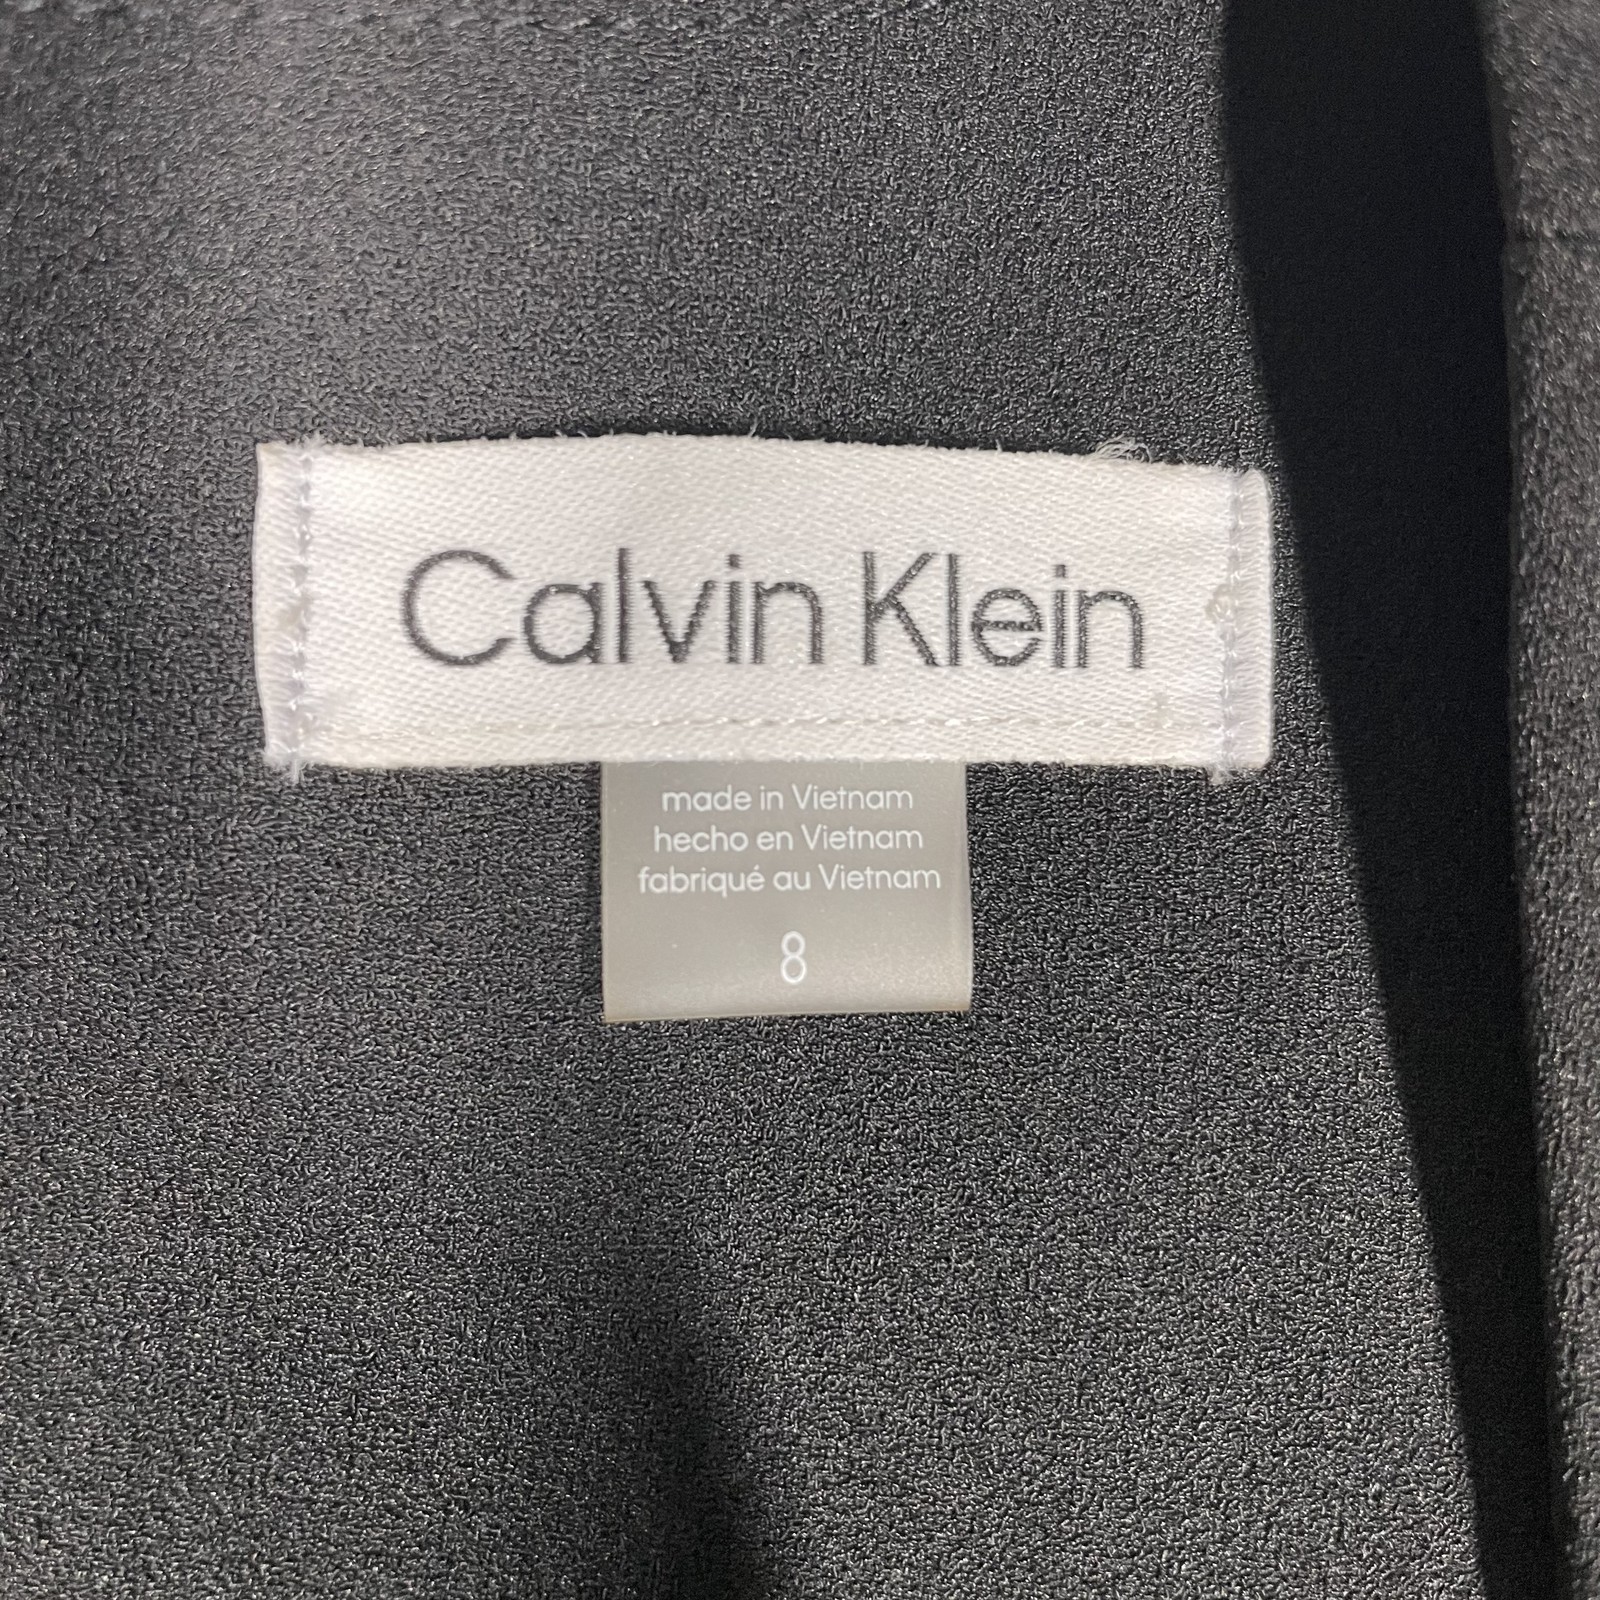 Calvin Klein
made in Vietnam
hecho en Vietnam
fabriqué au Vietnam
8